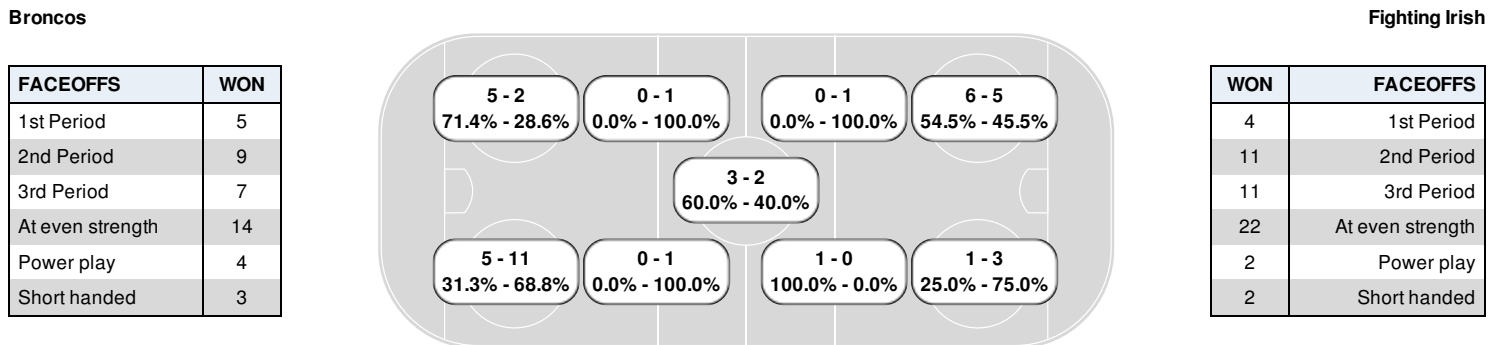 Broncos
Fighting Irish
FACEOFFS WON
1st Period 5
2nd Period 9
3rd Period 7
At even strength 14
Power play 4
Short handed 3
5 - 2
71.4% - 28.6%
0 - 1
0.0% - 100.0%
0 - 1
0.0% - 100.0%
6 - 5
54.5% - 45.5%
3 - 2
60.0% - 40.0%
5 - 11
31.3% - 68.8%
0 - 1
0.0% - 100.0%
1 - 0
100.0% - 0.0%
1 - 3
25.0% - 75.0%
WON FACEOFFS
4 1st Period
11 2nd Period
11 3rd Period
22 At even strength
2 Power play
2 Short handed